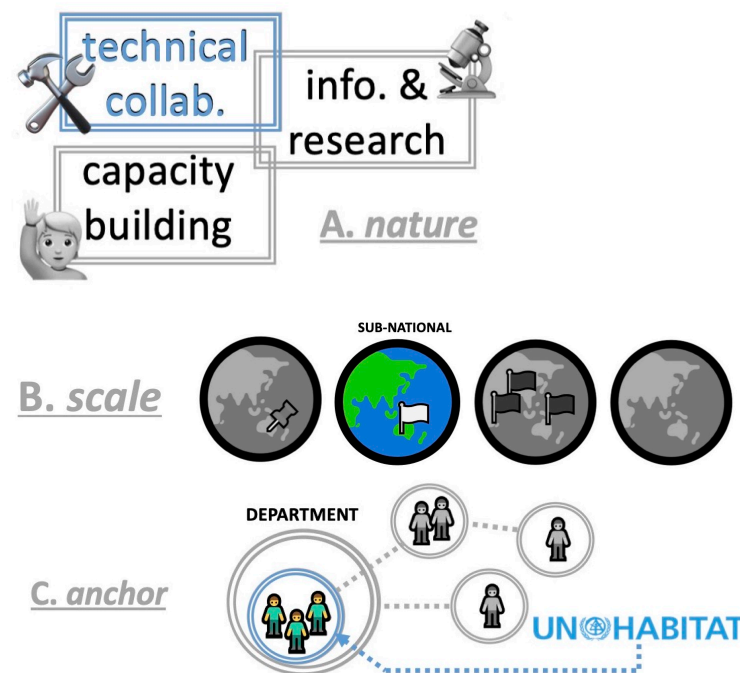 technical
collab.
info. &
research
capacity
building
A. nature
SUB-NATIONAL
B. scale
DEPARTMENT
C. anchor
UN HABITAT